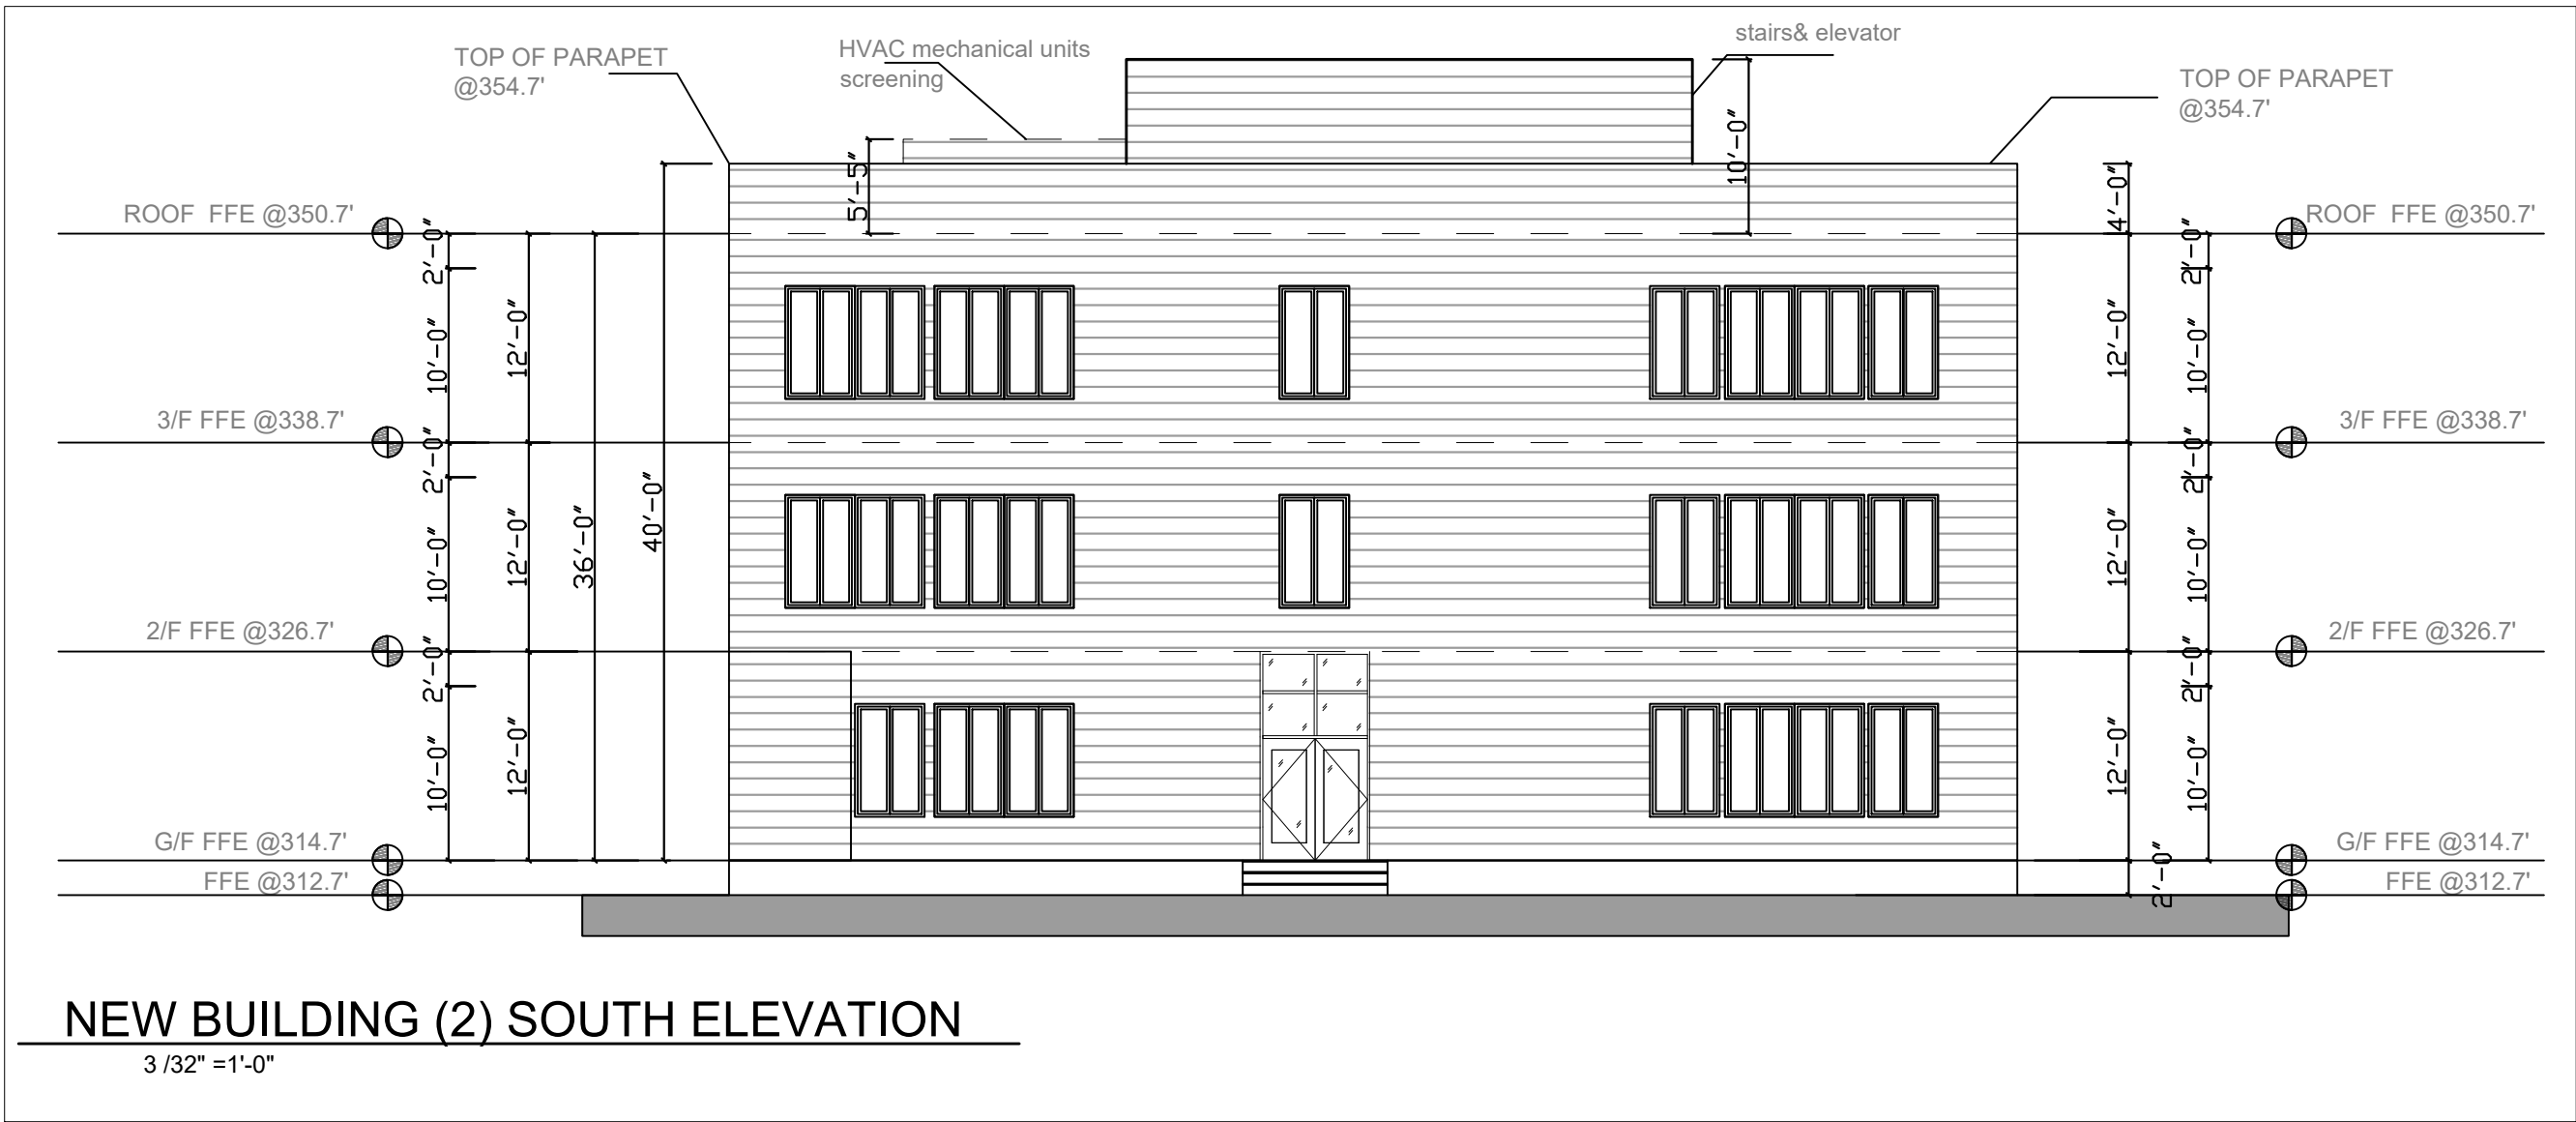 stairs& elevator
HVAC mechanical units
screening
TOP OF PARAPET
@354.7'
TOP OF PARAPET
@354.7'
10'-0"
5'-5"
4'-0"
ROOF  FFE @350.7'
ROOF  FFE @350.7'
2'-0"
2'-0"
10'-0"
12'-0"
12'-0"
10'-0"
3/F FFE @338.7'
3/F FFE @338.7'
2'-0"
2'-0"
40'-0"
36'-0"
10'-0"
12'-0"
12'-0"
10'-0"
2/F FFE @326.7'
2/F FFE @326.7'
2'-0"
2'-0"
10'-0"
12'-0"
12'-0"
10'-0"
G/F FFE @314.7'
G/F FFE @314.7'
2'-0"
FFE @312.7'
FFE @312.7'
NEW BUILDING (2) SOUTH ELEVATION
3 /32" =1'-0"